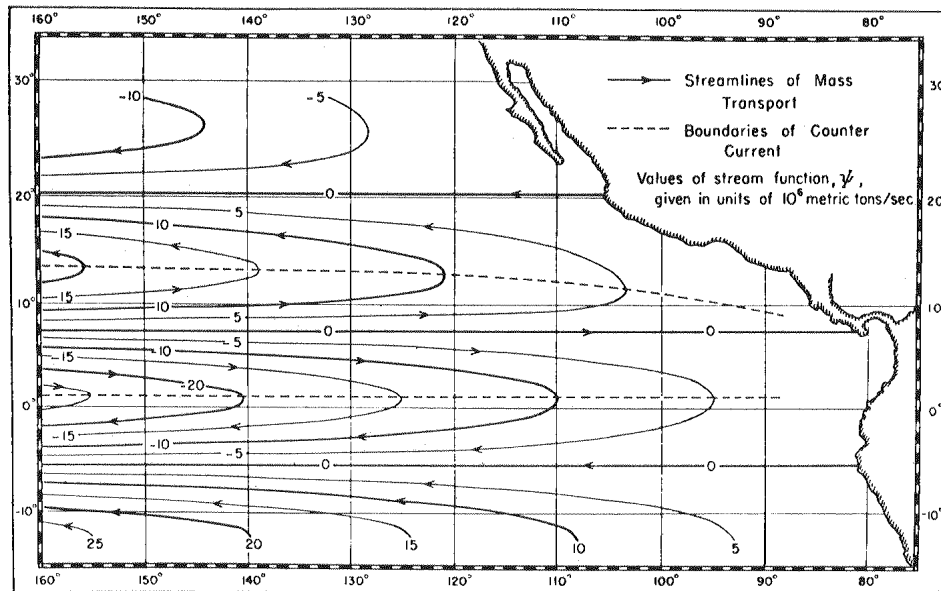 160° 150° 140° 130° 120° 110° 100° 90° 80°
30° 30
20° 20
10° 10
0° 0°
-10° -10°
Streamlines of Mass
Transport
Boundaries of Counter
Current
Values of stream function, ψ,
given in units of 10⁶ metric tons/sec
-10 -5
0
5
10
15
15
10
5
0 0
-5
-10
-15
-20
-15
-10
-5
0 0
25 20 15 10 5
160° 150° 140° 130° 120° 110° 100° 90° 80°